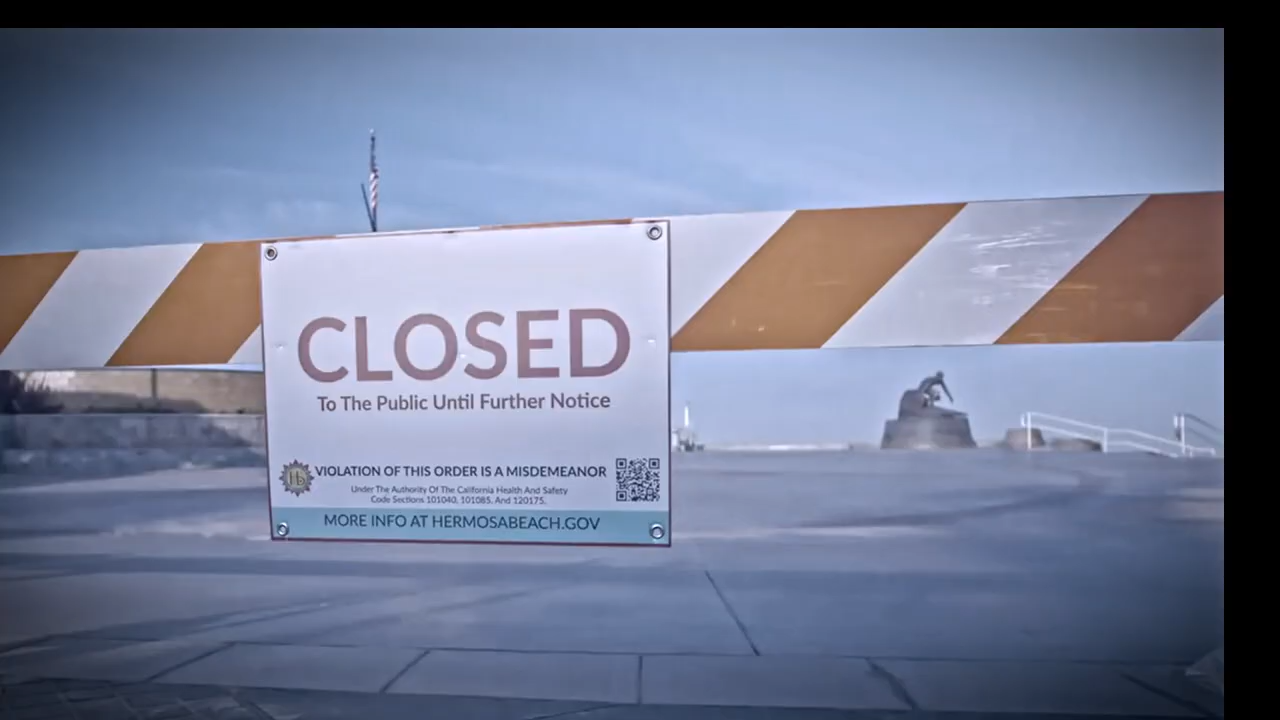 CLOSED
To The Public Until Further Notice
VIOLATION OF THIS ORDER IS A MISDEMEANOR
Under The Authority Of The California Health And Safety
Code Sections 101040, 101085, And 120175.
MORE INFO AT HERMOSABEACH.GOV